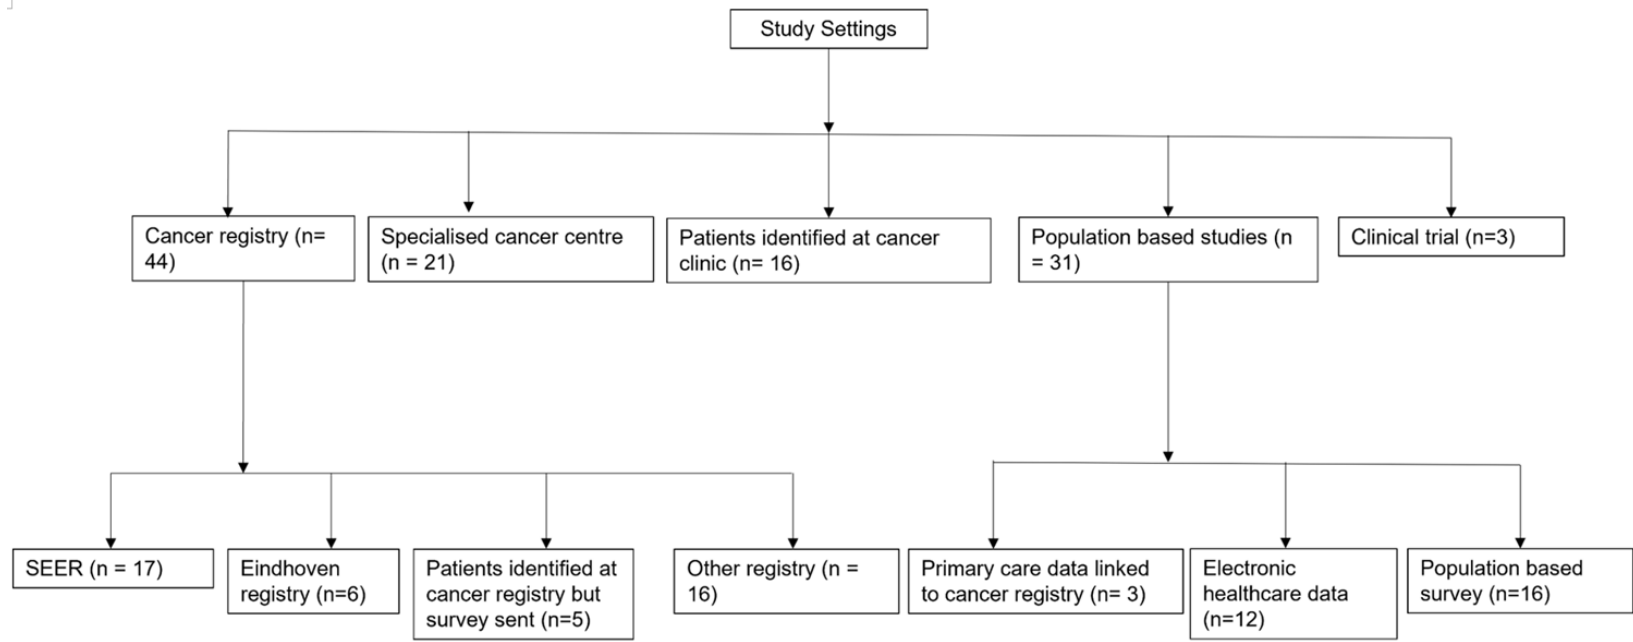 Study Settings
Cancer registry (n=
44)
Specialised cancer centre
(n = 21)
Patients identified at cancer
clinic (n= 16)
Population based studies (n
= 31)
Clinical trial (n=3)
SEER (n = 17)
Eindhoven
registry (n=6)
Patients identified at
cancer registry but
survey sent (n=5)
Other registry (n =
16)
Primary care data linked
to cancer registry (n= 3)
Electronic
healthcare data
(n=12)
Population based
survey (n=16)